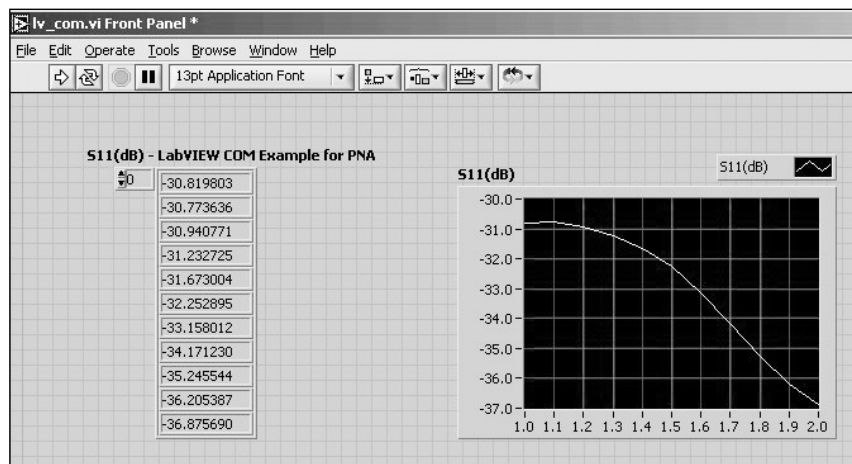 lv_com.vi Front Panel *
File Edit Operate Tools Browse Window Help
13pt Application Font
S11(dB) - LabVIEW COM Example for PNA
0
-30.819803
-30.773636
-30.940771
-31.232725
-31.673004
-32.252895
-33.158012
-34.171230
-35.245544
-36.205387
-36.875690
S11(dB)
S11(dB)
-30.0
-31.0
-32.0
-33.0
-34.0
-35.0
-36.0
-37.0
1.0 1.1 1.2 1.3 1.4 1.5 1.6 1.7 1.8 1.9 2.0